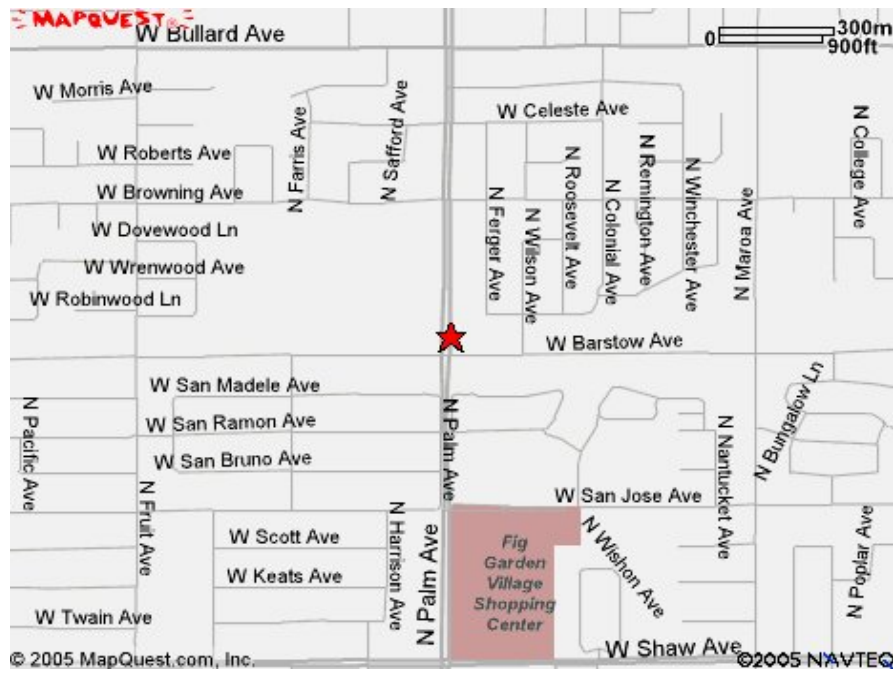 MAPQUEST
W Bullard Ave
0
300m
900ft
W Morris Ave
N Safford Ave
W Celeste Ave
N Farris Ave
N College Ave
W Roberts Ave
N Roosevelt Ave
N Remington Ave
N Winchester Ave
W Browning Ave
N Ferger Ave
N Wilson Ave
N Colonial Ave
N Maroa Ave
W Dovewood Ln
W Wrenwood Ave
W Robinwood Ln
W Barstow Ave
W San Madele Ave
N Bungalow Ln
N Pacific Ave
W San Ramon Ave
N Palm Ave
N Nantucket Ave
W San Bruno Ave
N Fruit Ave
W San Jose Ave
N Harrison Ave
W Scott Ave
N Palm Ave
Fig
Garden
Village
Shopping
Center
N Wishon Ave
N Poplar Ave
W Keats Ave
W Twain Ave
W Shaw Ave
© 2005 MapQuest.com, Inc.
©2005 NAVTEQ